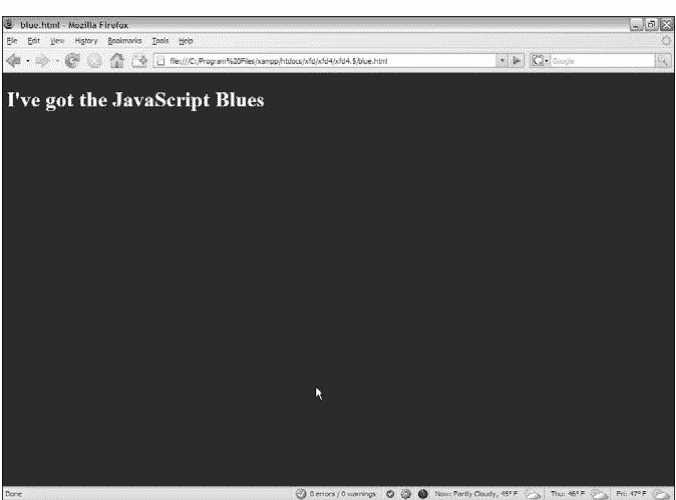 blue.html - Mozilla Firefox
File Edit View History Bookmarks Tools Help
file:///C:/Program%20Files/xampp/htdocs/xfd/xfd4/xfd4.5/blue.html
Google
I've got the JavaScript Blues
Done
0 errors / 0 warnings
Now: Partly Cloudy, 45° F
Thu: 46° F
Fri: 47° F